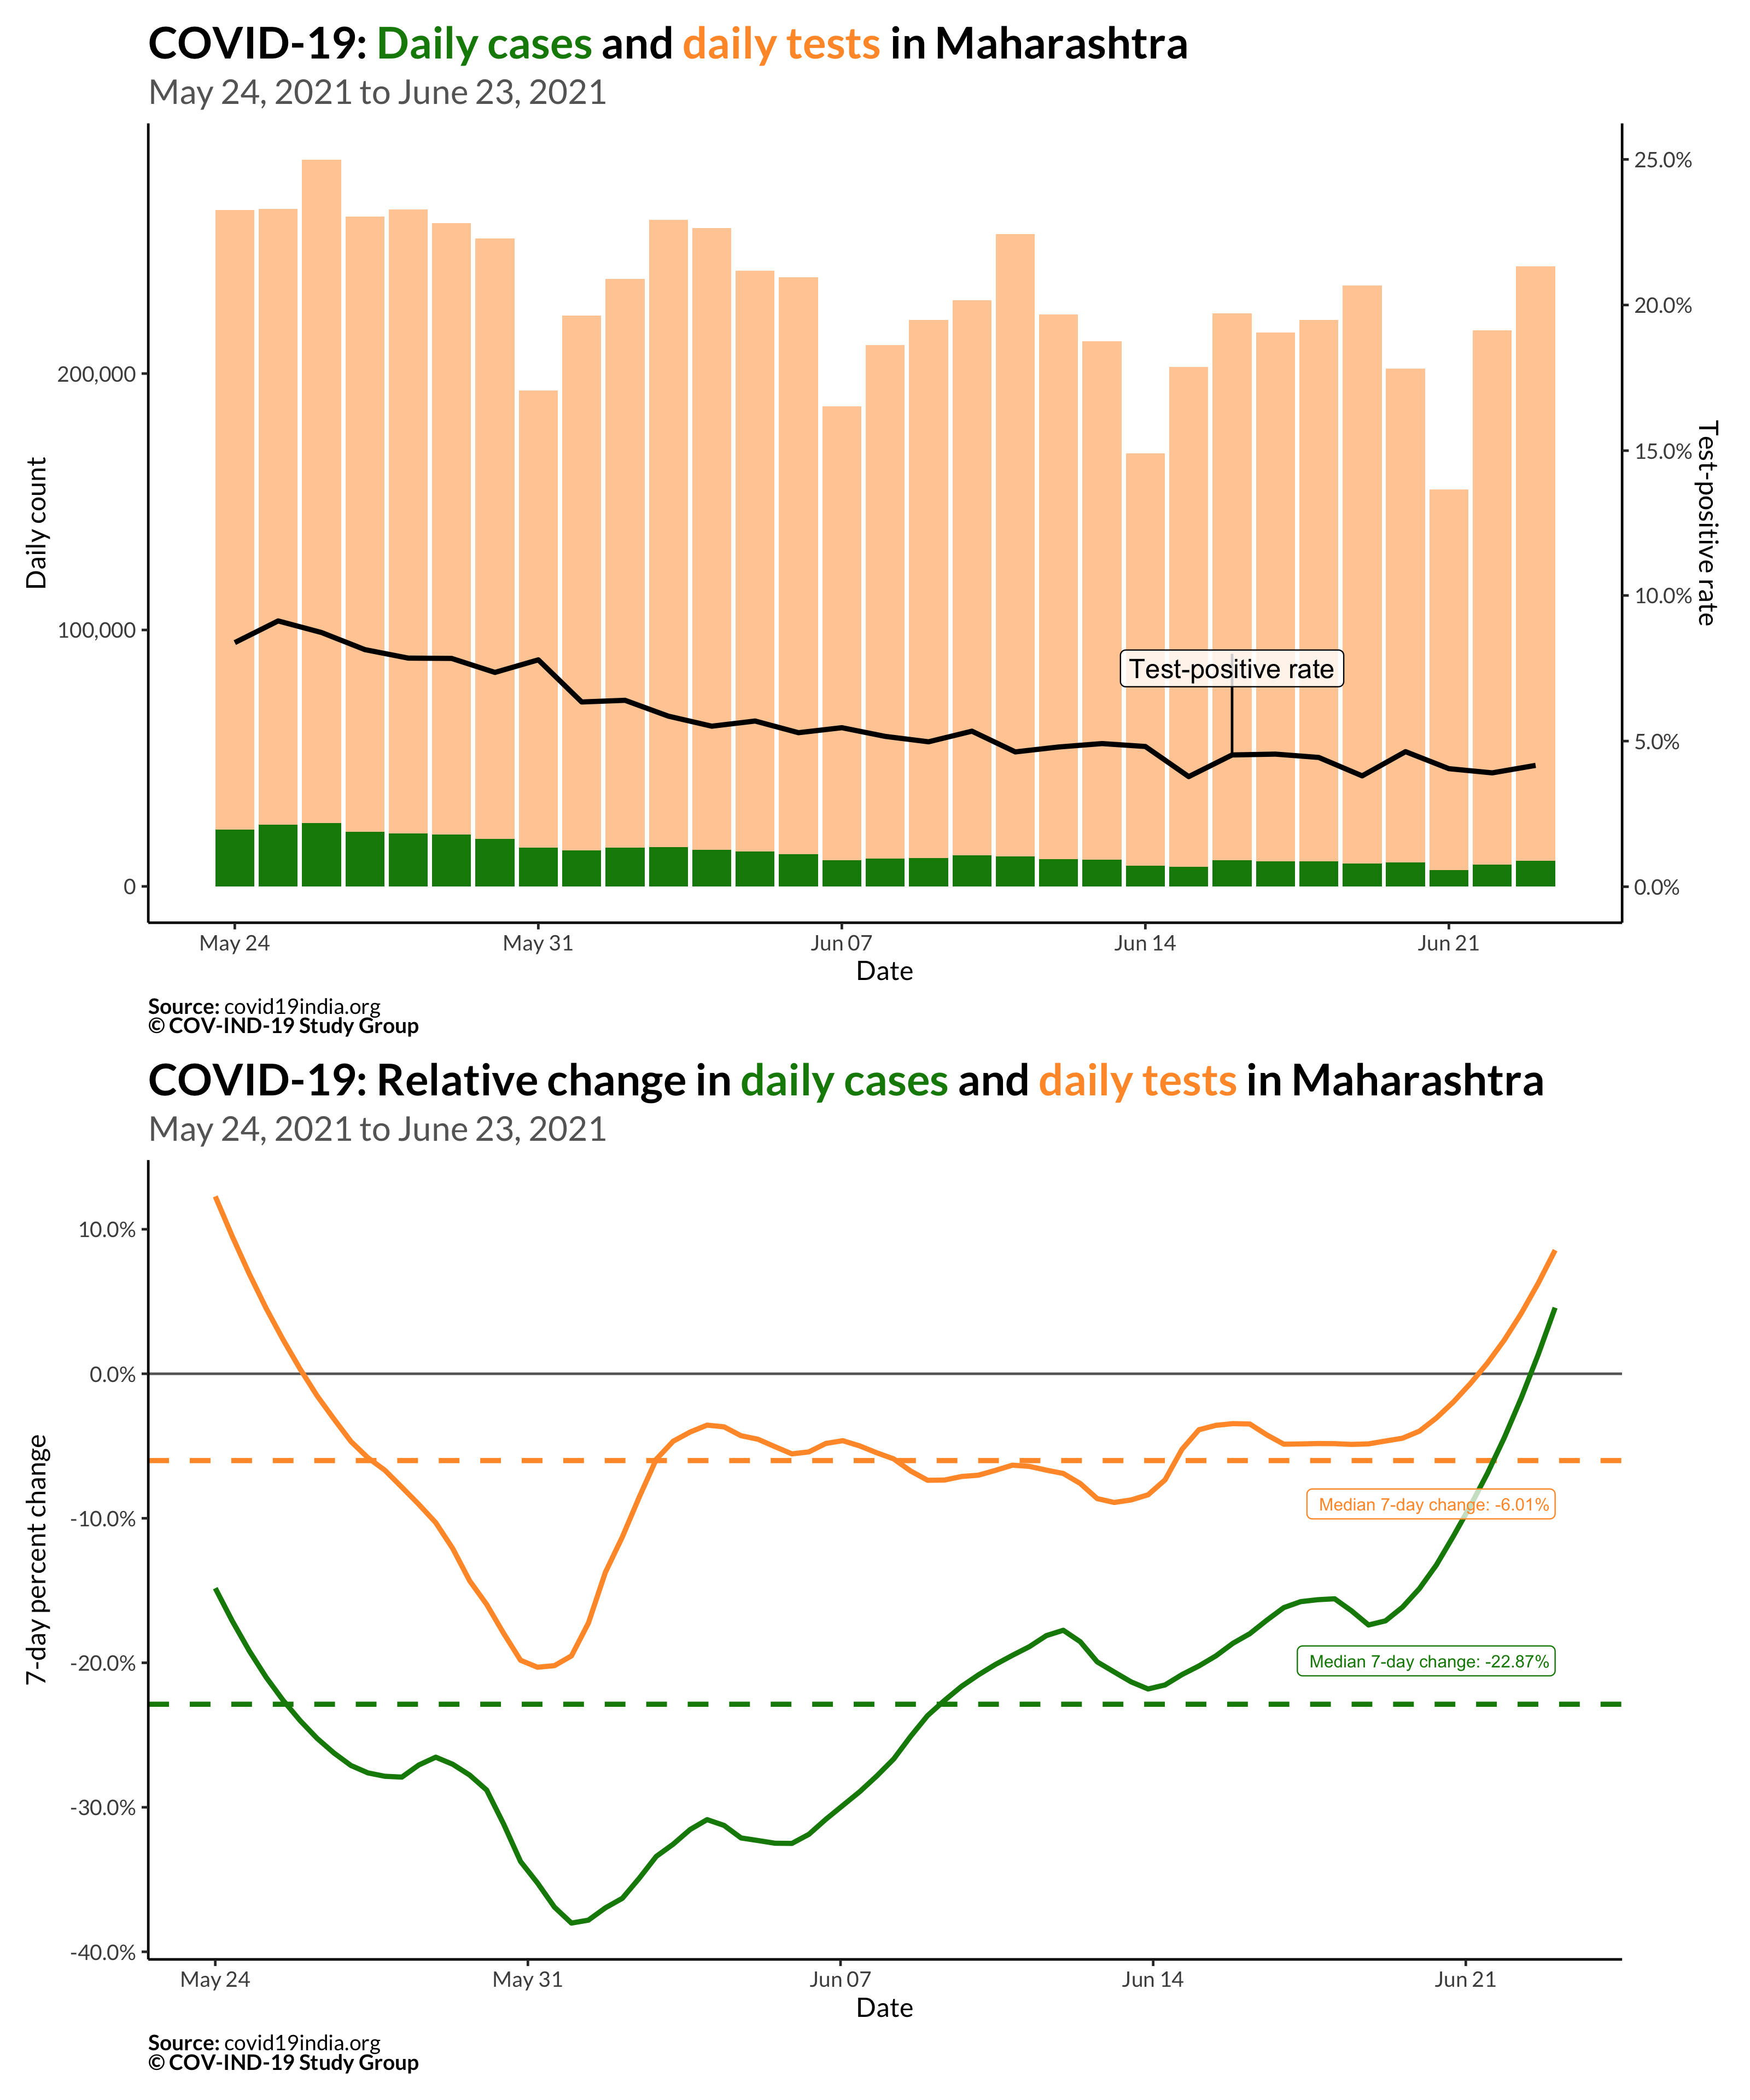 COVID-19: Daily cases and daily tests in Maharashtra
May 24, 2021 to June 23, 2021
Daily count
200,000
100,000
0
25.0%
20.0%
15.0%
10.0%
5.0%
0.0%
Test-positive rate
Test-positive rate
May 24
May 31
Jun 07
Jun 14
Jun 21
Date
Source: covid19india.org
© COV-IND-19 Study Group
COVID-19: Relative change in daily cases and daily tests in Maharashtra
May 24, 2021 to June 23, 2021
7-day percent change
10.0%
0.0%
-10.0%
-20.0%
-30.0%
-40.0%
Median 7-day change: -6.01%
Median 7-day change: -22.87%
May 24
May 31
Jun 07
Jun 14
Jun 21
Date
Source: covid19india.org
© COV-IND-19 Study Group